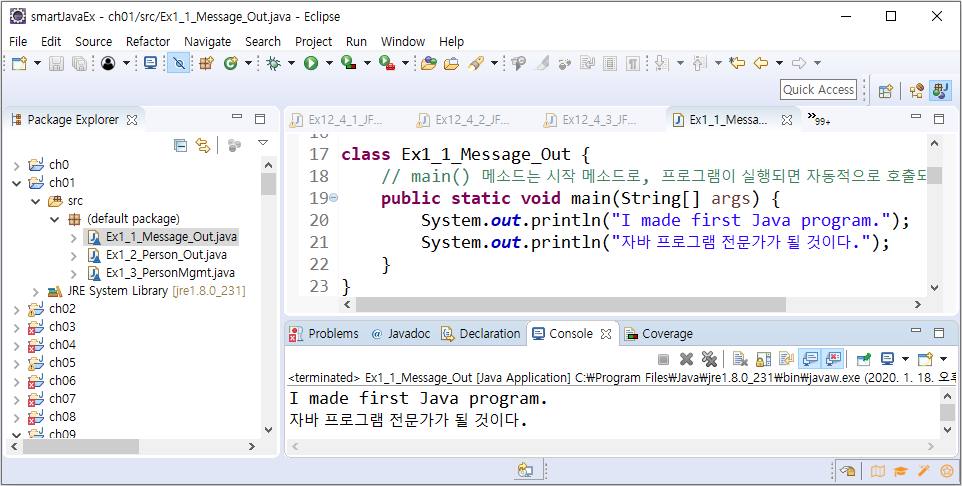 smartJavaEx - ch01/src/Ex1_1_Message_Out.java - Eclipse
File Edit Source Refactor Navigate Search Project Run Window Help
Quick Access
Package Explorer
ch0
ch01
src
(default package)
Ex1_1_Message_Out.java
Ex1_2_Person_Out.java
Ex1_3_PersonMgmt.java
JRE System Library [jre1.8.0_231]
ch02
ch03
ch04
ch05
ch06
ch07
ch08
ch09
Ex12_4_1_JF... Ex12_4_2_JF... Ex12_4_3_JF... Ex1_1_Messa... »99+
16
17 class Ex1_1_Message_Out {
18 // main() 메소드는 시작 메소드로, 프로그램이 실행되면 자동적으로 호출되
19 public static void main(String[] args) {
20 System.out.println("I made first Java program.");
21 System.out.println("자바 프로그램 전문가가 될 것이다.");
22 }
23 }
Problems @ Javadoc Declaration Console Coverage
<terminated> Ex1_1_Message_Out [Java Application] C:₩Program Files₩Java₩jre1.8.0_231₩bin₩javaw.exe (2020. 1. 18. 오후
I made first Java program.
자바 프로그램 전문가가 될 것이다.